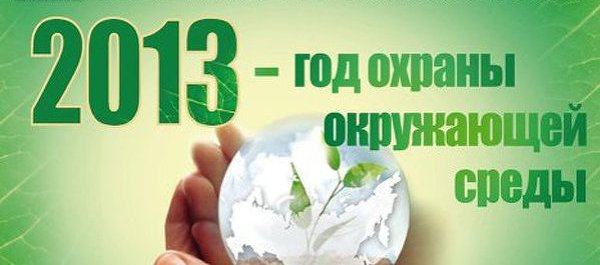 2013 – год охраны
окружающей
среды